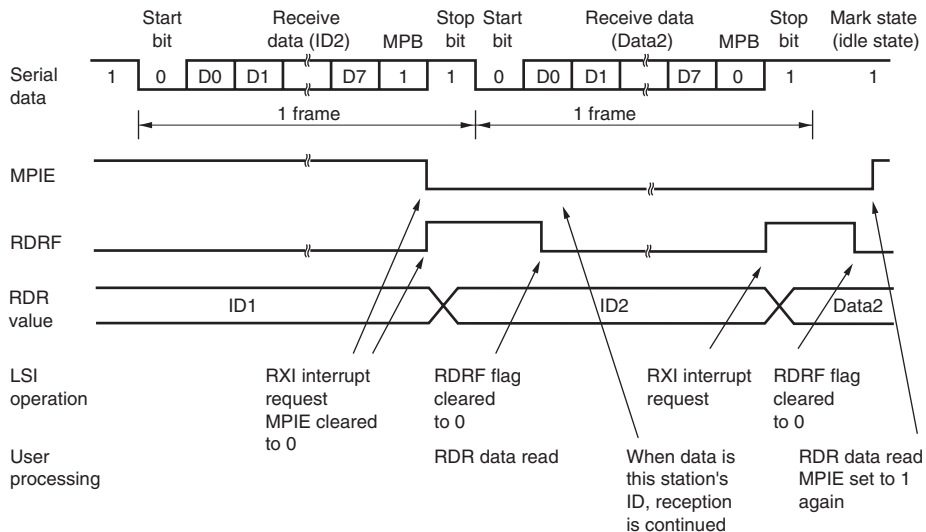 Start bit Receive data (ID2) MPB Stop bit Start bit Receive data (Data2) MPB Stop bit Mark state (idle state)
Serial data 1 0 D0 D1 D7 1 1 0 D0 D1 D7 0 1 1
1 frame 1 frame
MPIE
RDRF
RDR value ID1 ID2 Data2
LSI operation
RXI interrupt request MPIE cleared to 0
RDRF flag cleared to 0
RXI interrupt request
RDRF flag cleared to 0
User processing
RDR data read
When data is this station's ID, reception is continued
RDR data read MPIE set to 1 again